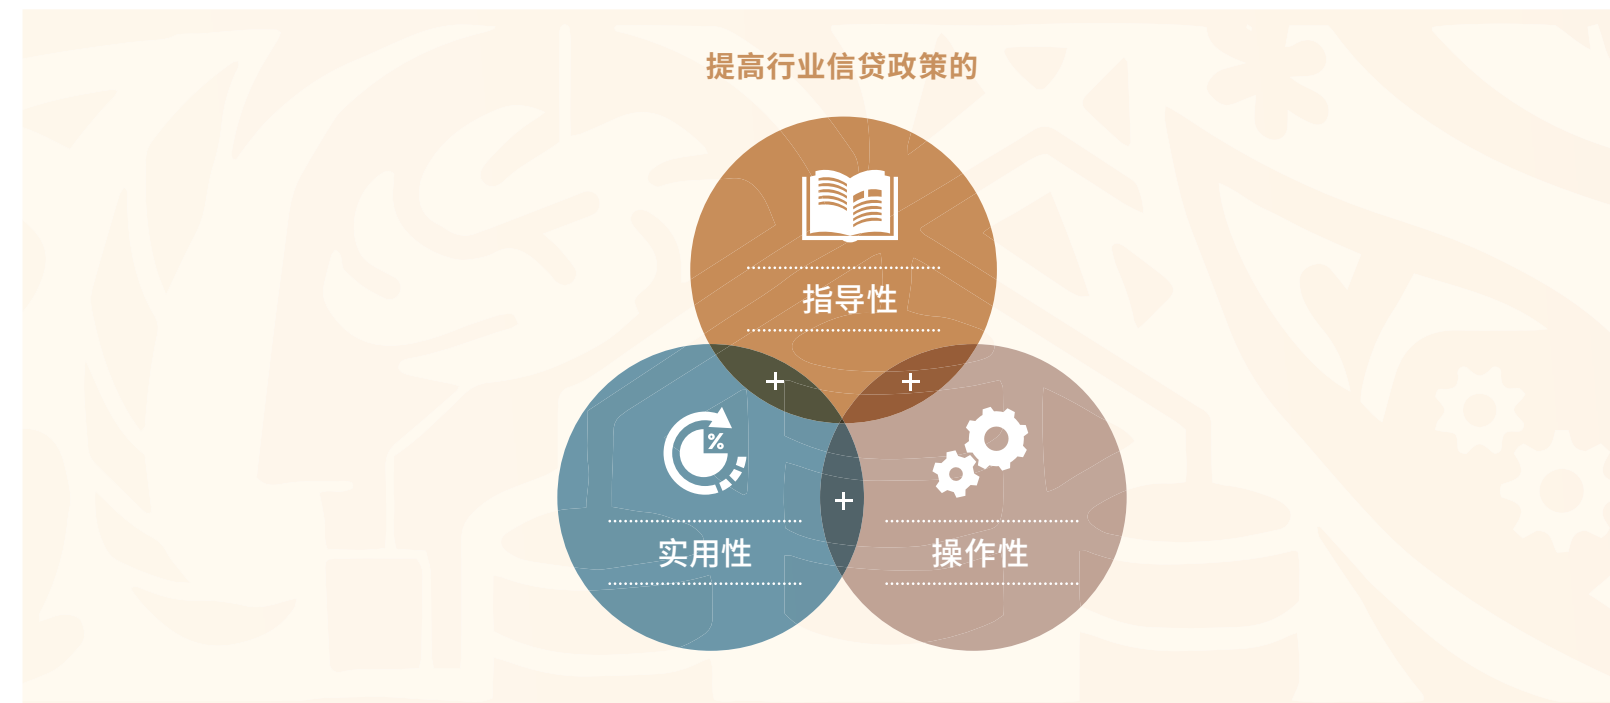 提高行业信贷政策的
指导性
+
+
%
+
实用性
操作性